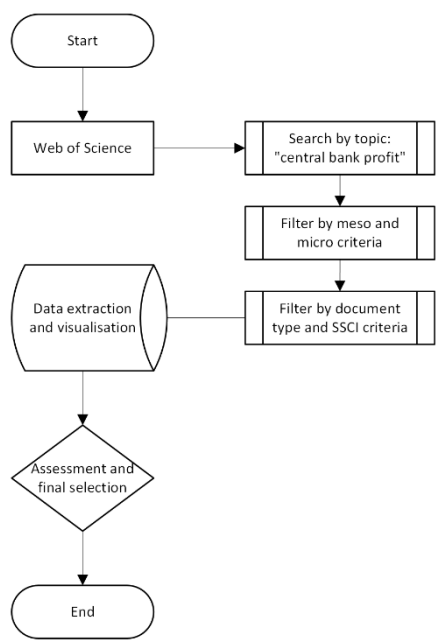 Start
Web of Science
Search by topic:
"central bank profit"
Filter by meso and
micro criteria
Filter by document
type and SSCI criteria
Data extraction
and visualisation
Assessment and
final selection
End